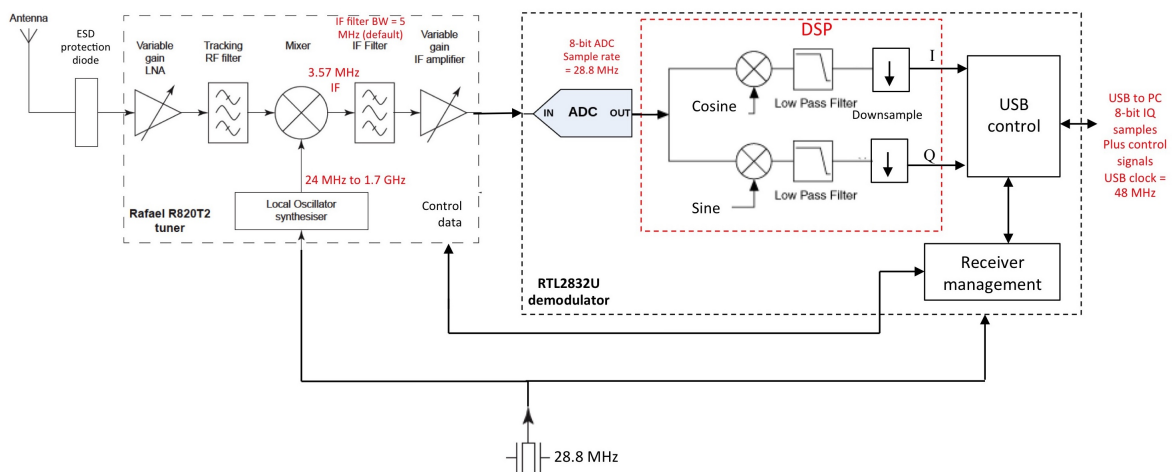 Antenna
ESD
protection
diode
Variable
gain
LNA
Tracking
RF filter
Mixer
IF filter BW = 5
MHz (default)
IF Filter
Variable
gain
IF amplifier
3.57 MHz
IF
24 MHz to 1.7 GHz
Local Oscillator
synthesiser
Rafael R820T2
tuner
Control
data
8-bit ADC
Sample rate
= 28.8 MHz
IN ADC OUT
DSP
Cosine
Low Pass Filter
Downsample
I
Sine
Low Pass Filter
Q
USB
control
USB to PC
8-bit IQ
samples
Plus control
signals
USB clock =
48 MHz
Receiver
management
RTL2832U
demodulator
28.8 MHz